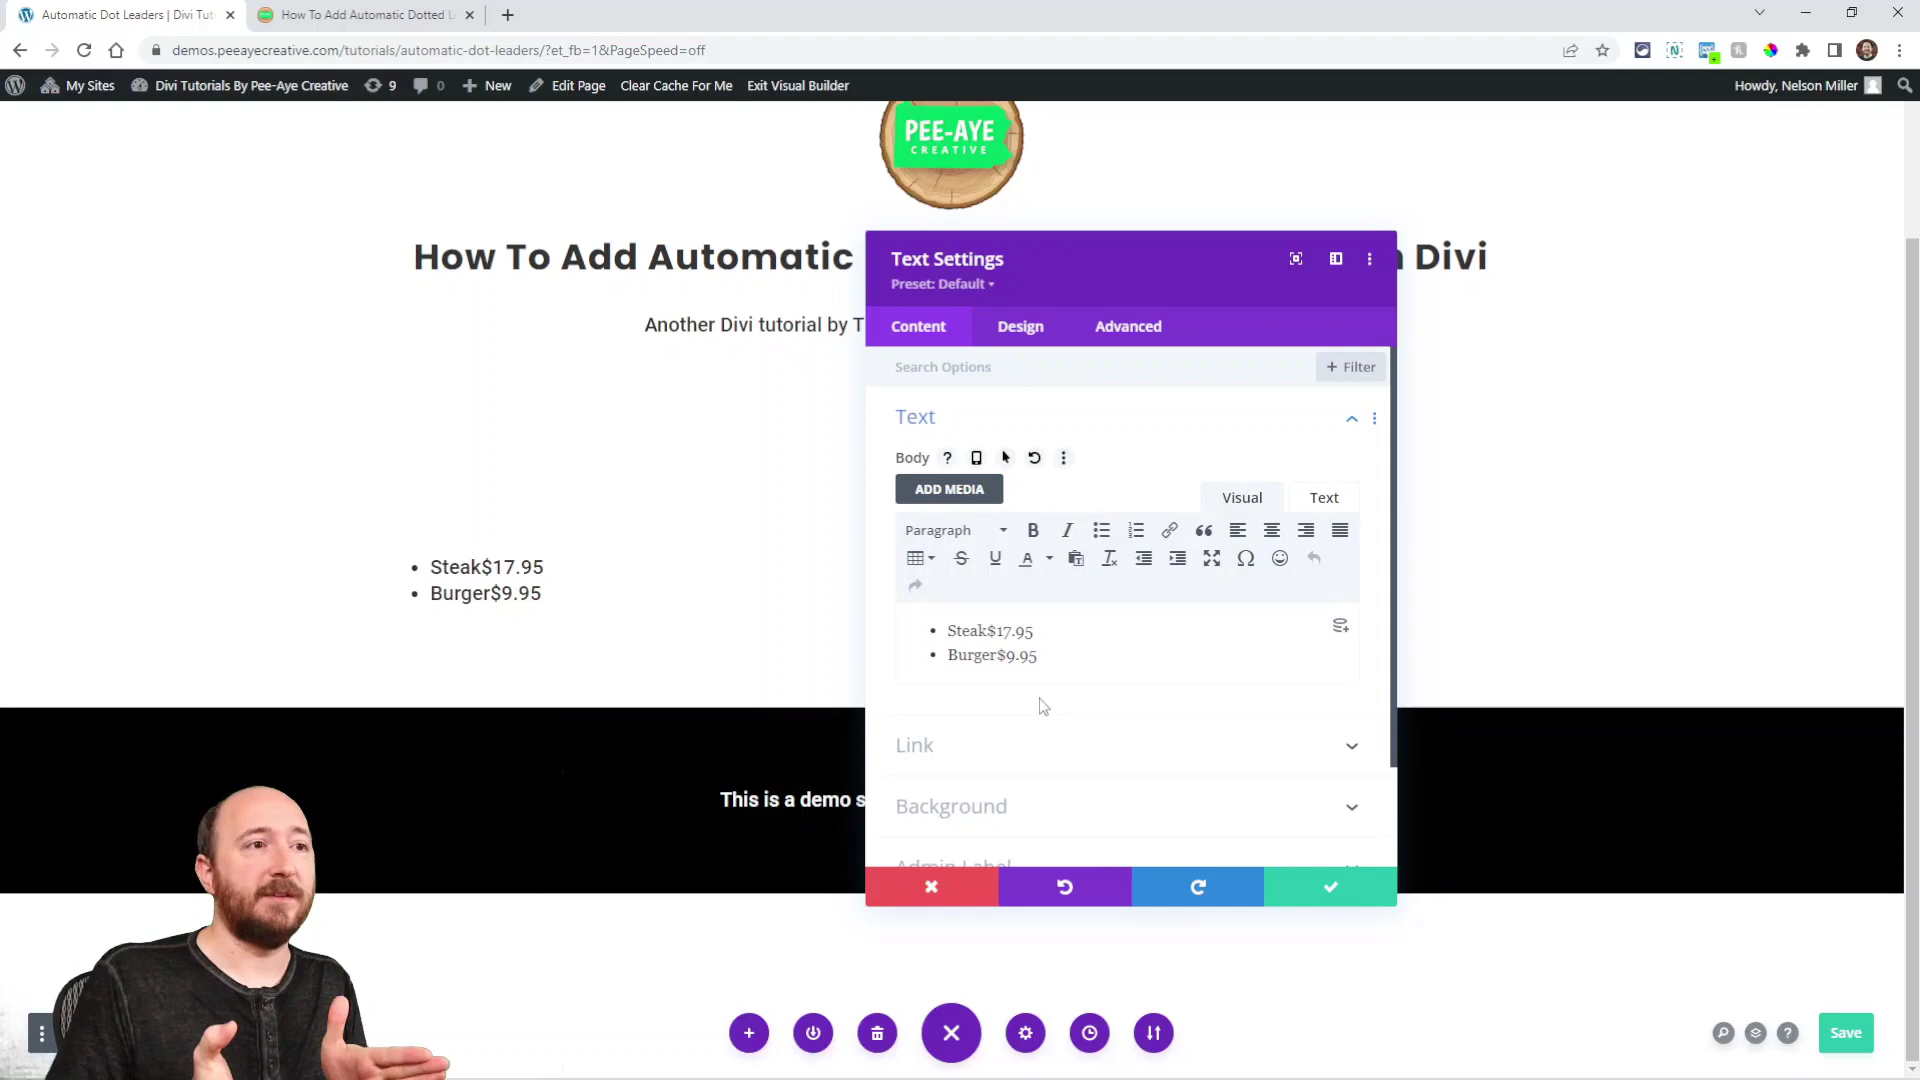 Automatic Dot Leaders | Divi Tut
How To Add Automatic Dotted L
demos.peeayecreative.com/tutorials/automatic-dot-leaders/?et_fb=1&PageSpeed=off
My Sites
Divi Tutorials By Pee-Aye Creative
9
0
New
Edit Page
Clear Cache For Me
Exit Visual Builder
Howdy, Nelson Miller
PEE-AYE
CREATIVE
How To Add Automatic
n Divi
Another Divi tutorial by T
Text Settings
Preset: Default
Content
Design
Advanced
Search Options
+ Filter
Text
Body
ADD MEDIA
Visual
Text
Paragraph
Steak$17.95
Burger$9.95
Steak$17.95
Burger$9.95
Link
Background
Admin Label
This is a demo s
Save